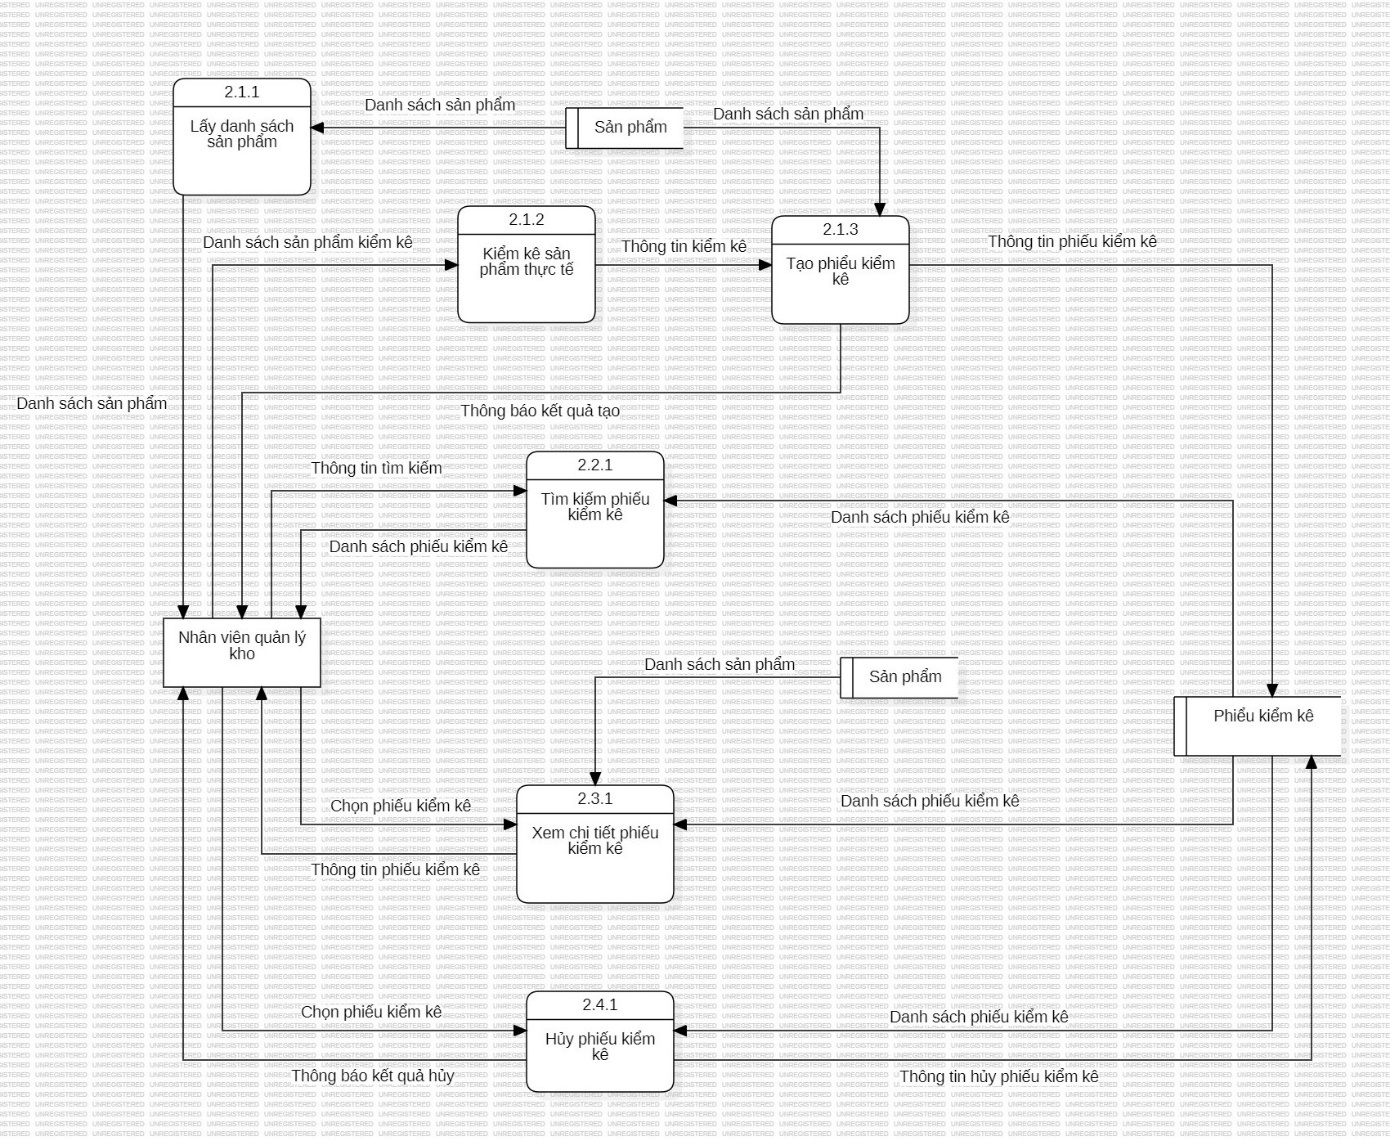 2.1.1
Lấy danh sách
sản phẩm
Danh sách sản phẩm
Sản phẩm
Danh sách sản phẩm
2.1.2
Kiểm kê sản
phẩm thực tế
Danh sách sản phẩm kiểm kê
Thông tin kiểm kê
2.1.3
Tạo phiếu kiểm
kê
Thông tin phiếu kiểm kê
Danh sách sản phẩm
Thông báo kết quả tạo
Thông tin tìm kiếm
2.2.1
Tìm kiếm phiếu
kiểm kê
Danh sách phiếu kiểm kê
Danh sách phiếu kiểm kê
Nhân viên quản lý
kho
Danh sách sản phẩm
Sản phẩm
Phiếu kiểm kê
Chọn phiếu kiểm kê
2.3.1
Xem chi tiết phiếu
kiểm kê
Danh sách phiếu kiểm kê
Thông tin phiếu kiểm kê
Chọn phiếu kiểm kê
2.4.1
Hủy phiếu kiểm
kê
Danh sách phiếu kiểm kê
Thông báo kết quả hủy
Thông tin hủy phiếu kiểm kê
UNREGISTERED